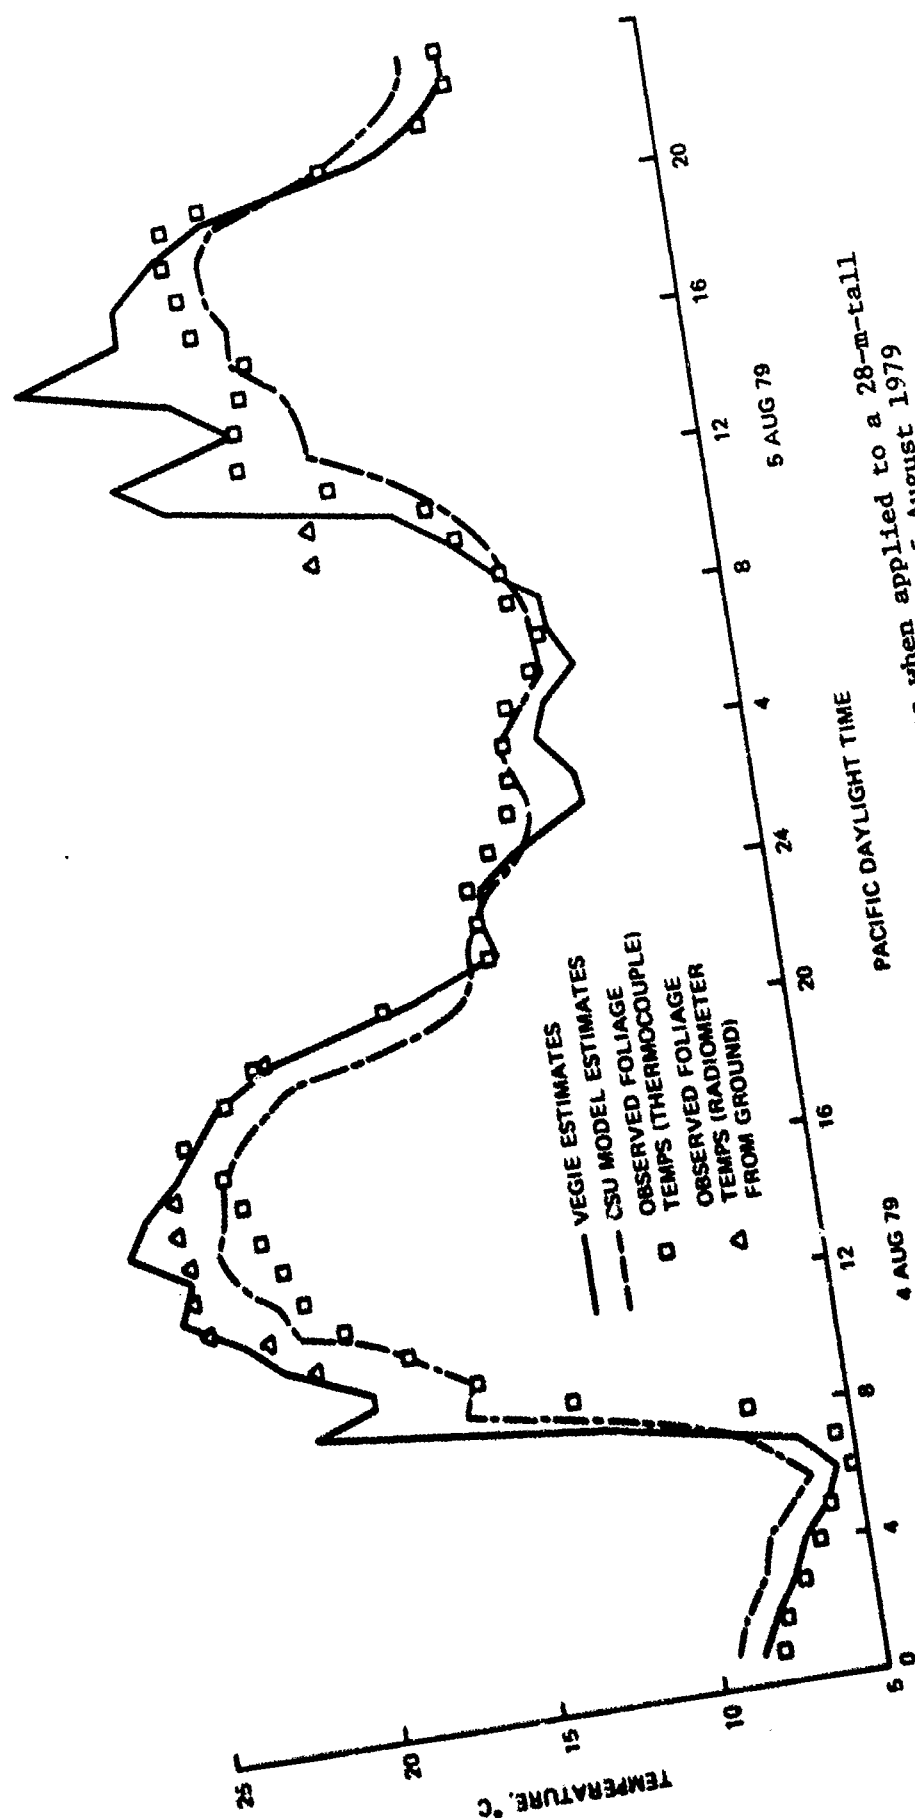 TEMPERATURE, °C
25
20
15
10
5
0
4
8
12
16
20
24
4
8
12
16
20
4 AUG 79
5 AUG 79
PACIFIC DAYLIGHT TIME
VEGIE ESTIMATES
CSU MODEL ESTIMATES
OBSERVED FOLIAGE
TEMPS (THERMOCOUPLE)
OBSERVED FOLIAGE
TEMPS (RADIOMETER
FROM GROUND)
when applied to a 28-m-tall
August 1979